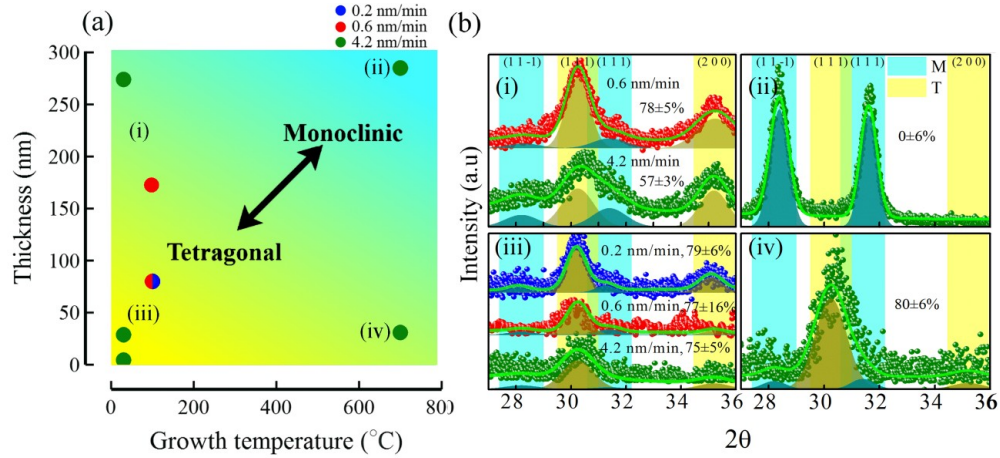 (a)
0.2 nm/min
0.6 nm/min
4.2 nm/min
300
250
200
150
100
50
0
Thickness (nm)
(i)
(ii)
(iii)
(iv)
Monoclinic
Tetragonal
0
200
400
600
800
Growth temperature (°C)
(b)
Intensity (a.u)
(1 1 -1)
(1 1 1)
(2 0 0)
(i)
0.6 nm/min
78±5%
4.2 nm/min
57±3%
(1 1 -1)
(1 1 1)
(1 1 1)
(2 0 0)
(ii)
M
T
0±6%
(iii)
0.2 nm/min, 79±6%
0.6 nm/min, 77±16%
4.2 nm/min, 75±5%
(iv)
80±6%
28 30 32 34 36
28 30 32 34 36
2θ